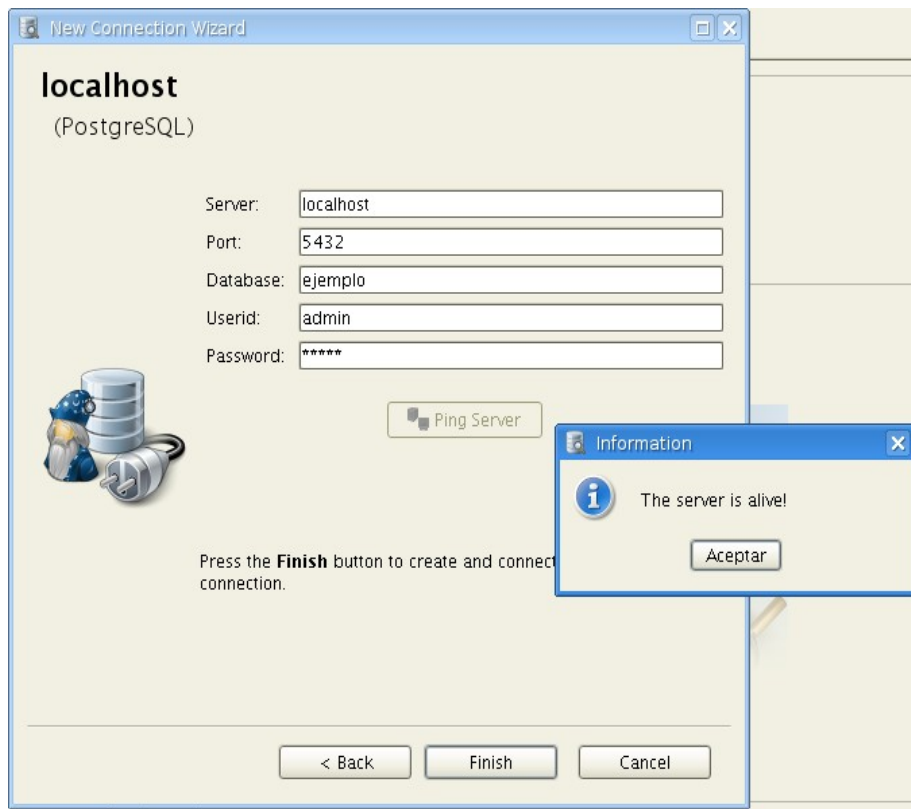 New Connection Wizard
localhost
(PostgreSQL)
Server: localhost
Port: 5432
Database: ejemplo
Userid: admin
Password: *****
Ping Server
Information
The server is alive!
Aceptar
Press the Finish button to create and connect
connection.
< Back Finish Cancel